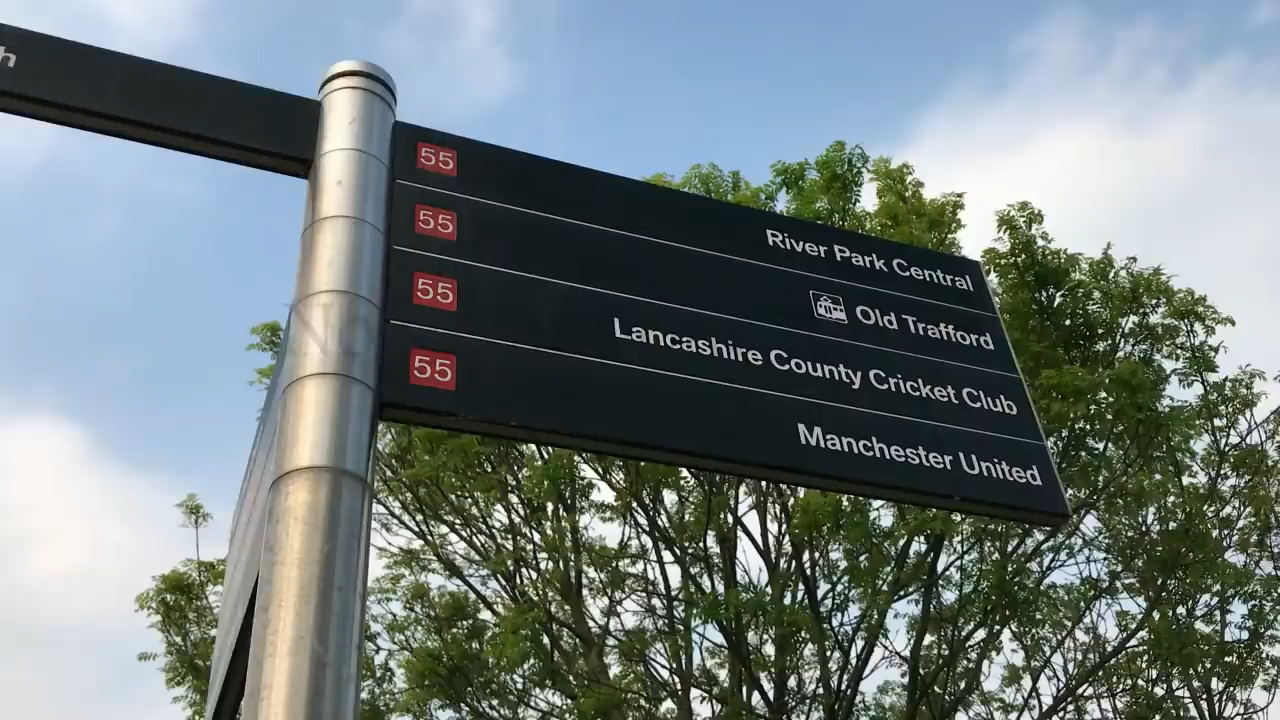 55 River Park Central
55 Old Trafford
55 Lancashire County Cricket Club
55 Manchester United